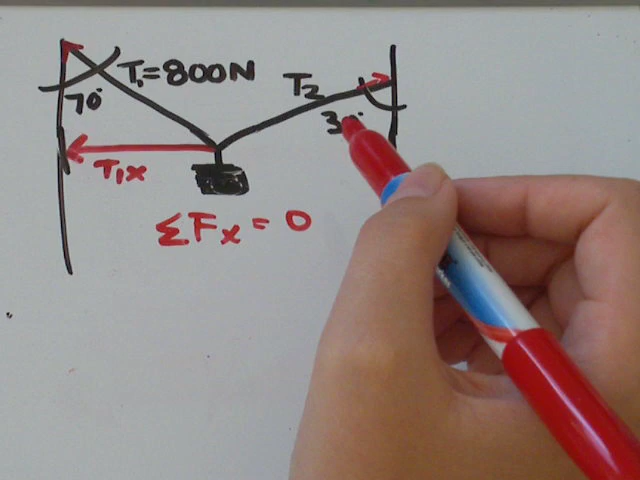 T₁=800N
T₂
70°
T₁x
ΣFx = 0